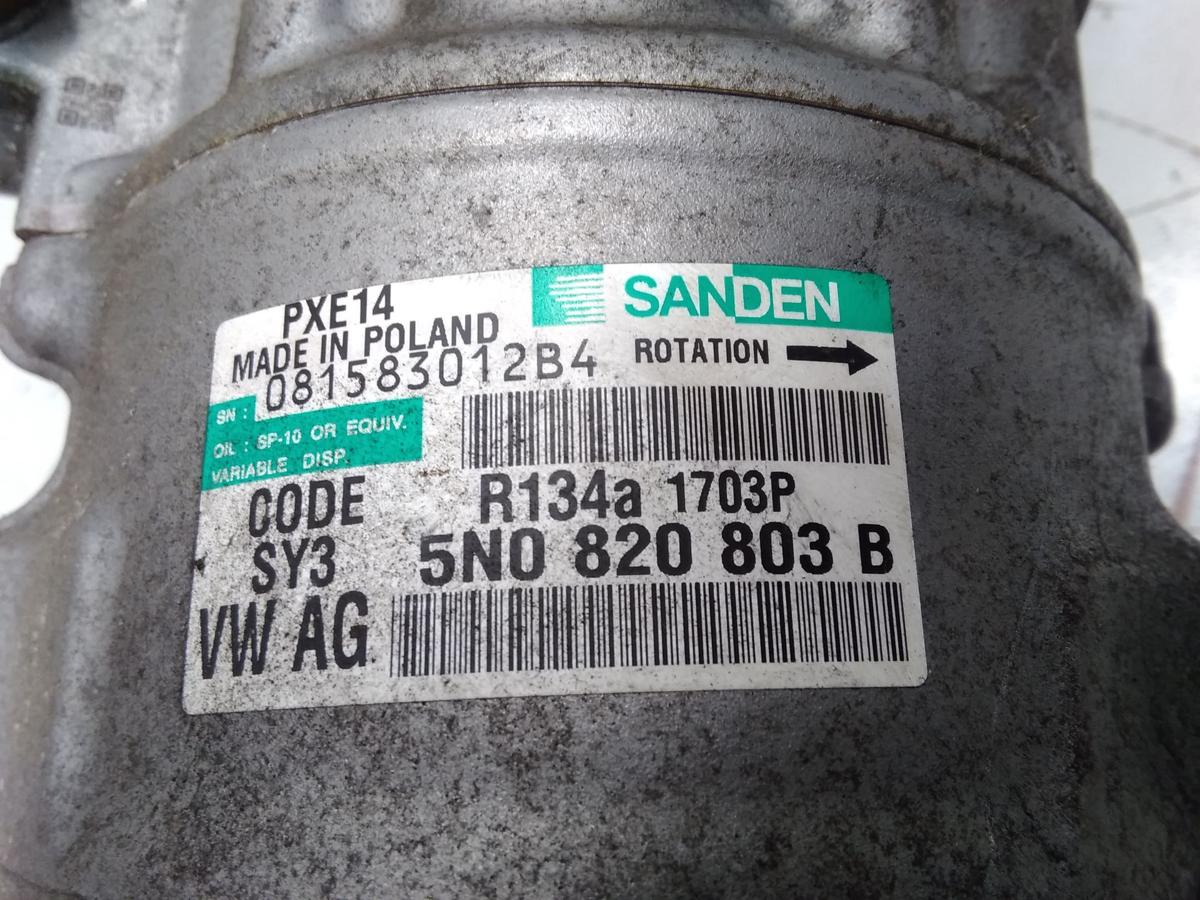 PXE14
MADE IN POLAND
SANDEN
ROTATION
SN : 081583012B4
OIL : SP-10 OR EQUIV.
VARIABLE DISP.
CODE
SY3
R134a 1703P
5N0 820 803 B
VW AG